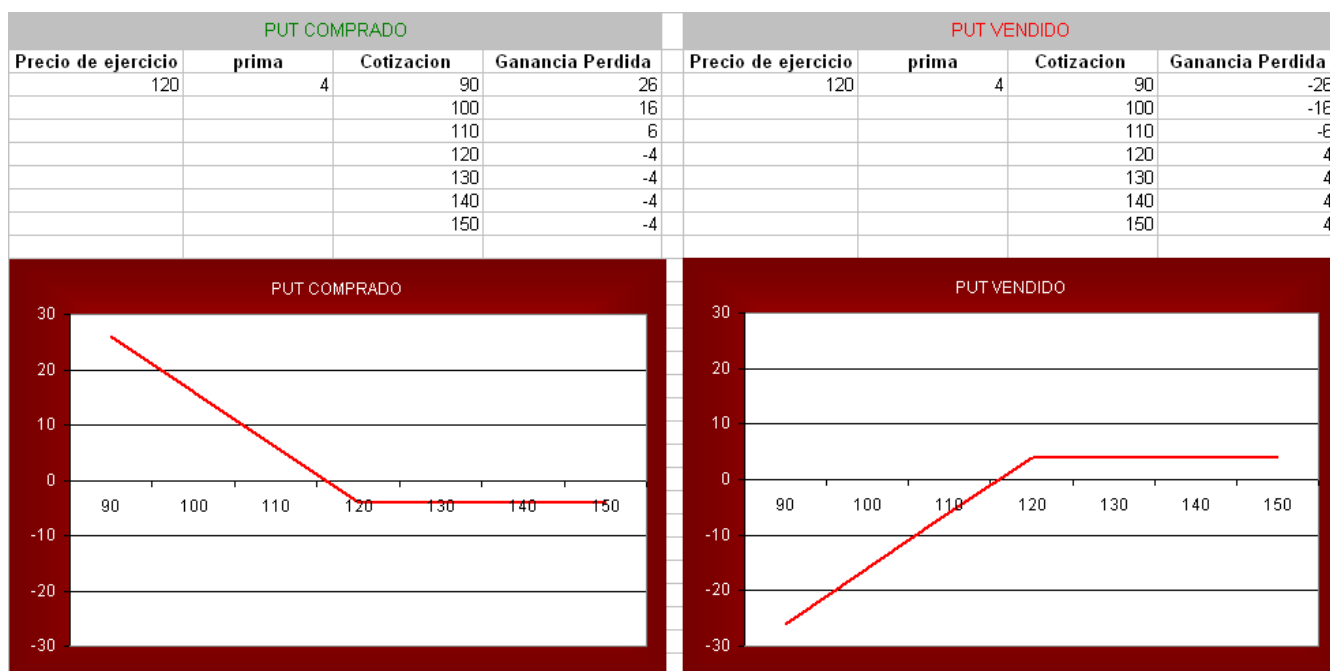 PUT COMPRADO PUT VENDIDO
Precio de ejercicio prima Cotizacion Ganancia Perdida Precio de ejercicio prima Cotizacion Ganancia Perdida
120 4 90 26 120 4 90 -26
100 16 100 -16
110 6 110 -6
120 -4 120 4
130 -4 130 4
140 -4 140 4
150 -4 150 4
PUT COMPRADO
30
20
10
0
90 100 110 120 130 140 150
-10
-20
-30
PUT VENDIDO
30
20
10
0
90 100 110 120 130 140 150
-10
-20
-30